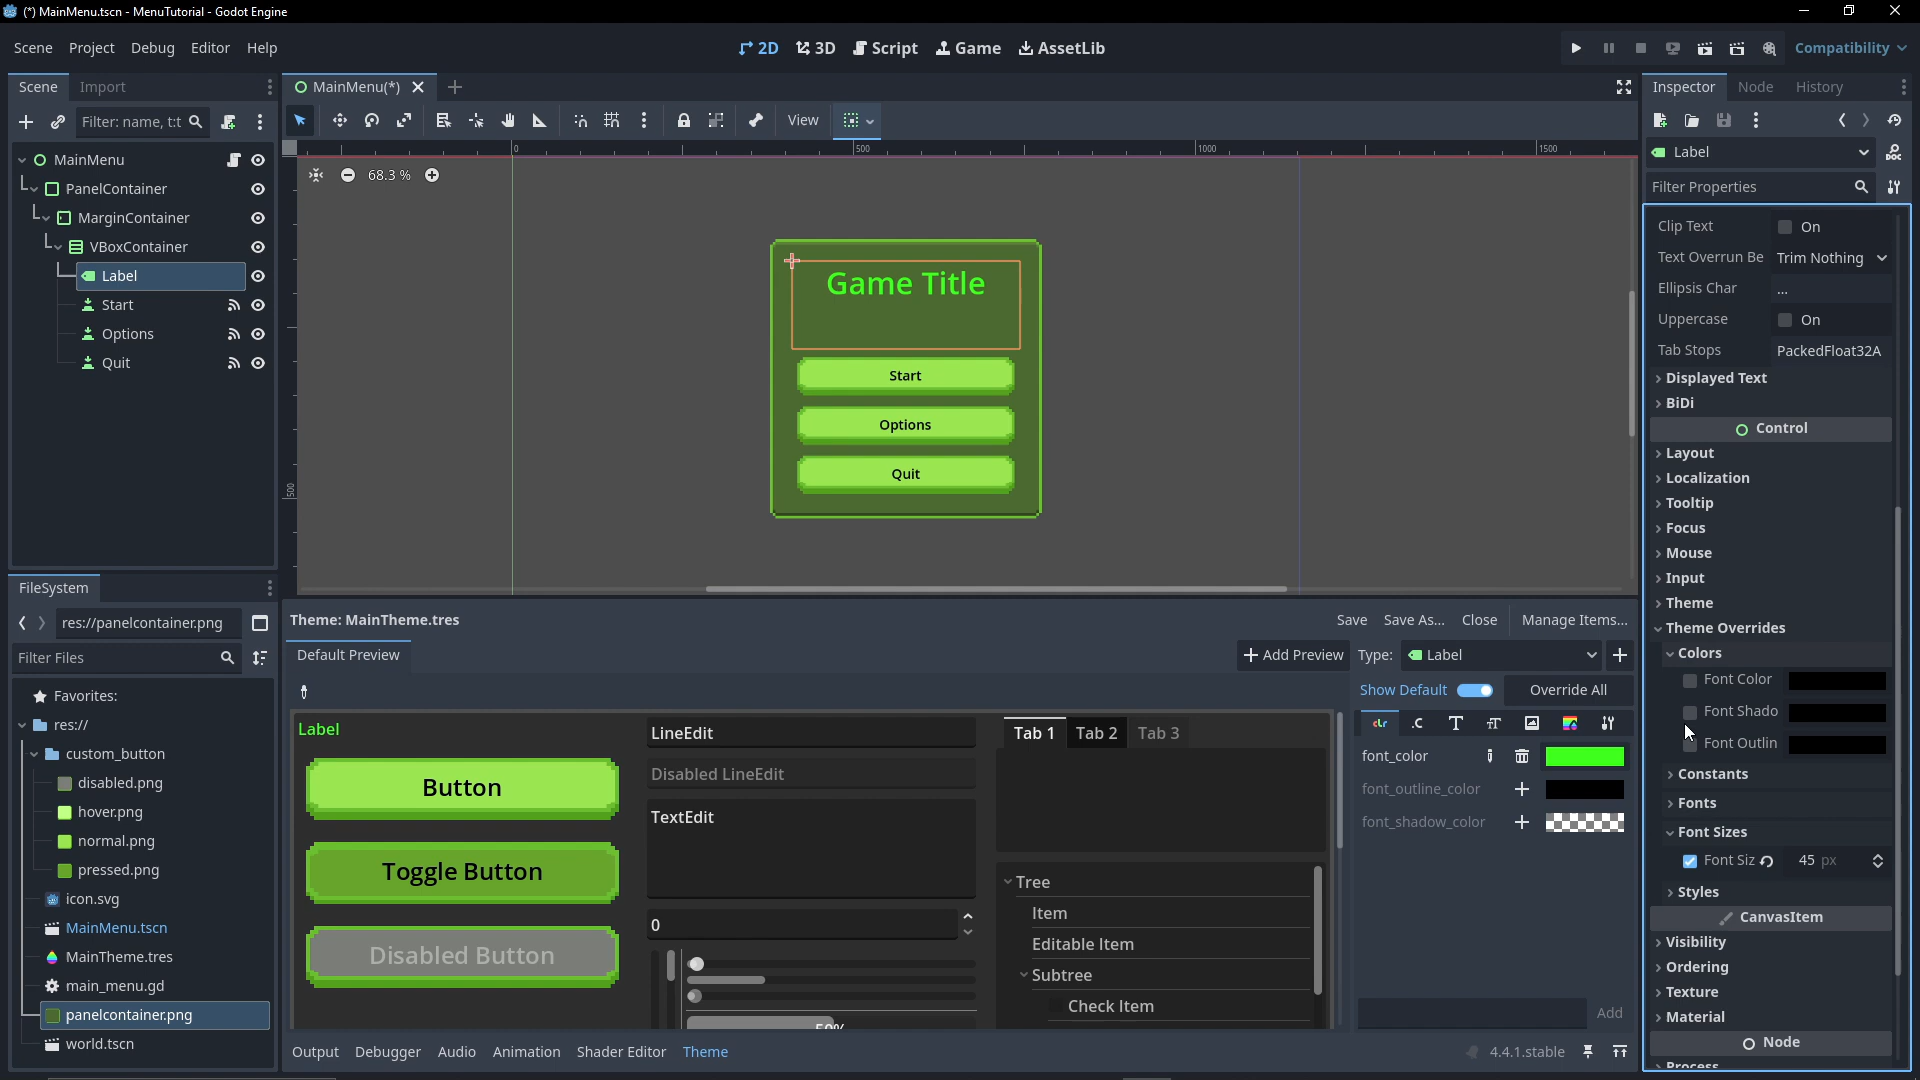 (*) MainMenu.tscn - MenuTutorial - Godot Engine
Scene Project Debug Editor Help
2D 3D Script Game AssetLib
Compatibility
Scene Import
Filter: name, t:t
MainMenu
PanelContainer
MarginContainer
VBoxContainer
Label
Start
Options
Quit
FileSystem
res://panelcontainer.png
Filter Files
Favorites:
res://
custom_button
disabled.png
hover.png
normal.png
pressed.png
icon.svg
MainMenu.tscn
MainTheme.tres
main_menu.gd
panelcontainer.png
world.tscn
MainMenu(*)
View
0 500 1000 1500
500
68.3 %
Game Title
Start
Options
Quit
Theme: MainTheme.tres
Save Save As... Close Manage Items...
Default Preview
Add Preview Type: Label
Show Default Override All
Label
Button
Toggle Button
Disabled Button
LineEdit
Disabled LineEdit
TextEdit
0
50%
Tab 1 Tab 2 Tab 3
Tree
Item
Editable Item
Subtree
Check Item
font_color
font_outline_color
font_shadow_color
Add
Output Debugger Audio Animation Shader Editor Theme
4.4.1.stable
Inspector Node History
Label
Filter Properties
Clip Text On
Text Overrun Be Trim Nothing
Ellipsis Char ...
Uppercase On
Tab Stops PackedFloat32A
Displayed Text
BiDi
Control
Layout
Localization
Tooltip
Focus
Mouse
Input
Theme
Theme Overrides
Colors
Font Color
Font Shado
Font Outlin
Constants
Fonts
Font Sizes
Font Siz 45 px
Styles
CanvasItem
Visibility
Ordering
Texture
Material
Node
Process